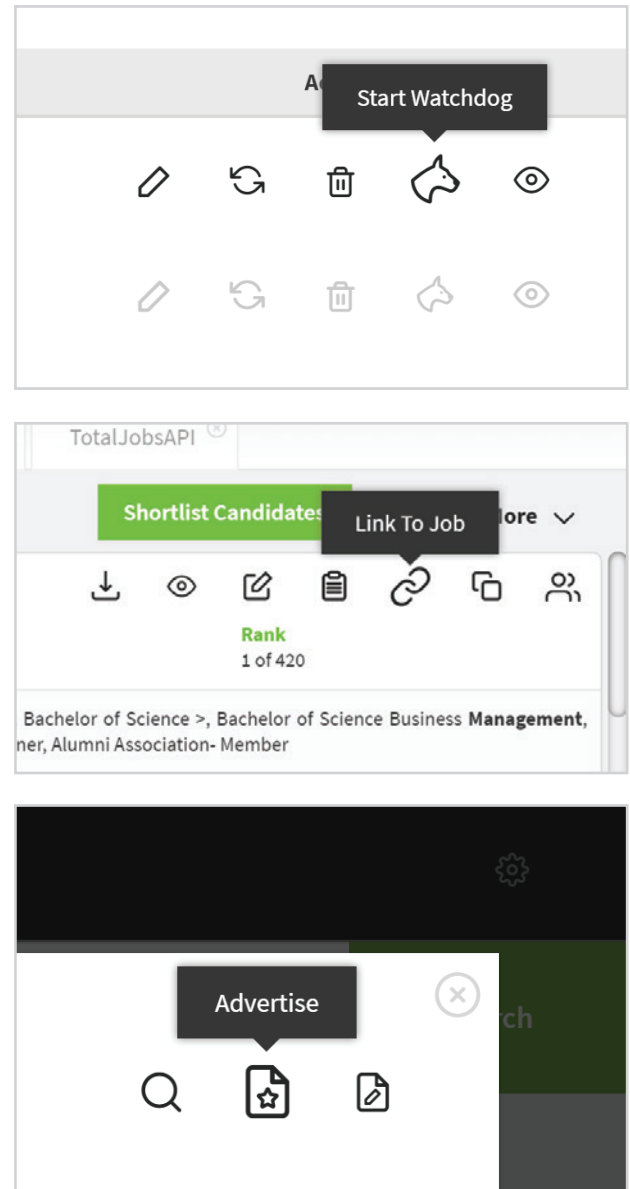 Start Watchdog
TotalJobsAPI
Shortlist Candidates
Link To Job
Rank
1 of 420
Bachelor of Science >, Bachelor of Science Business Management,
ner, Alumni Association- Member
Advertise